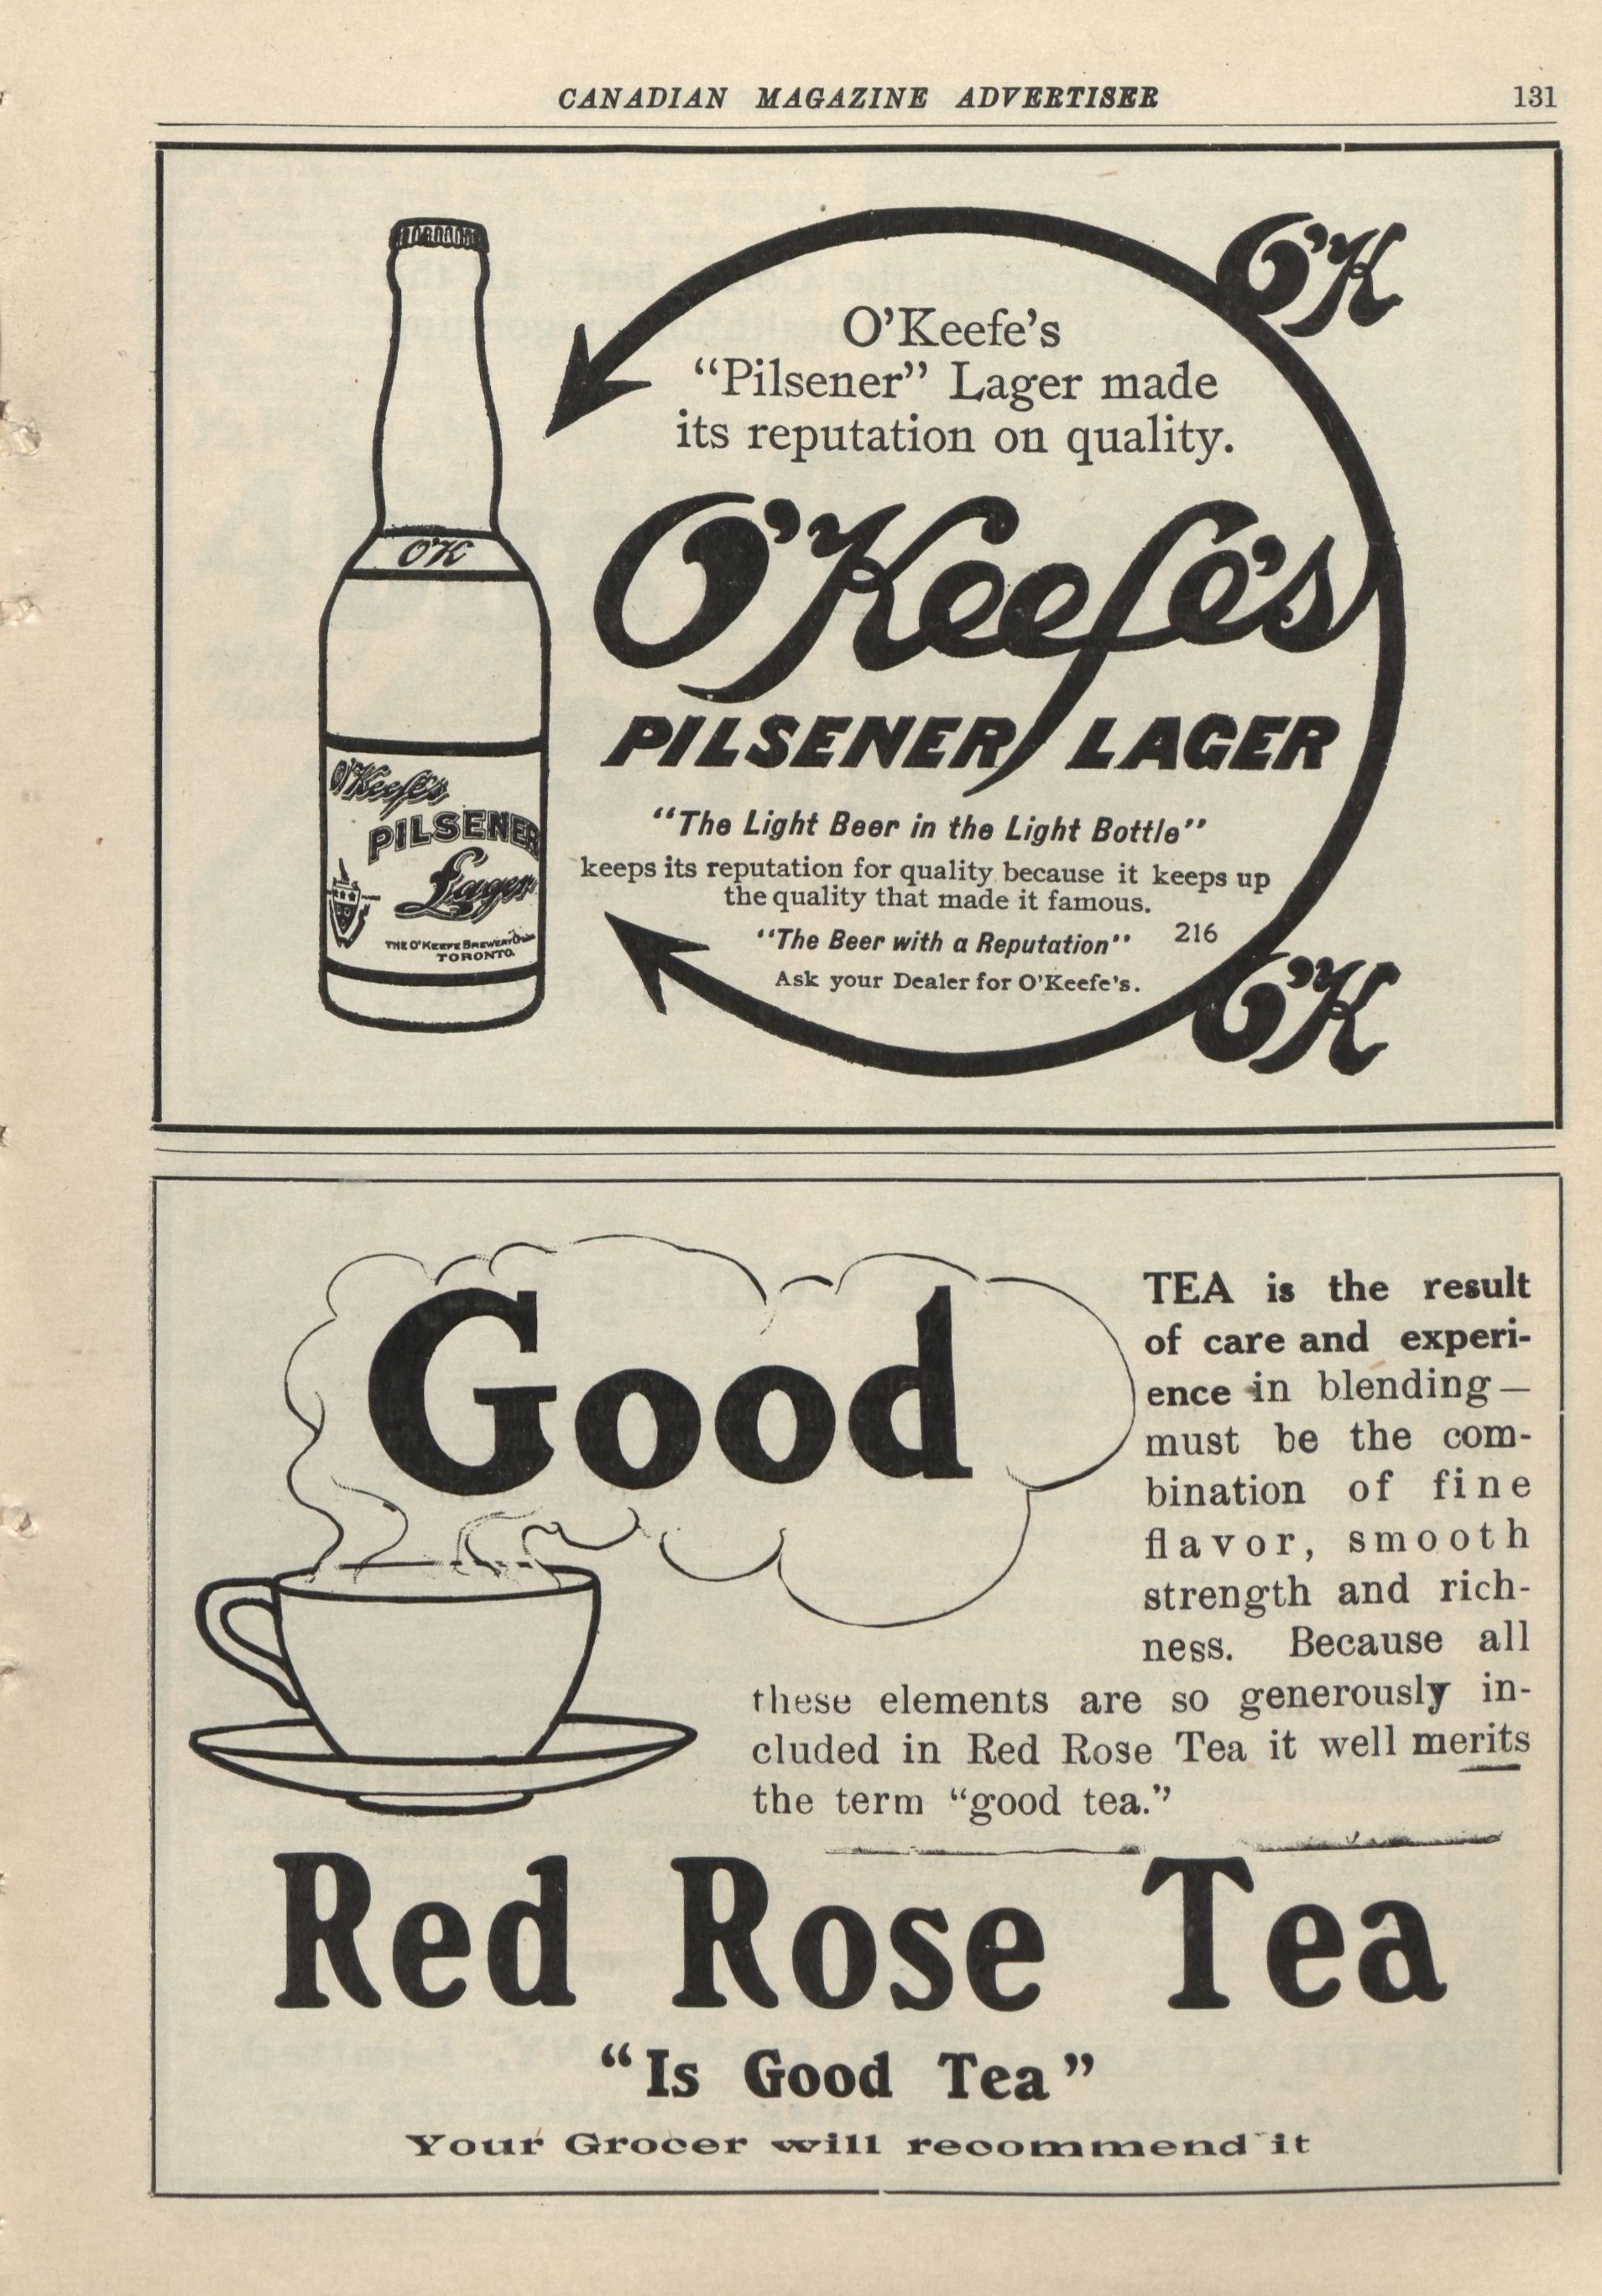 CANADIAN MAGAZINE ADVERTISER 131
O'K
O'Keefe's
“Pilsener” Lager made
its reputation on quality.
O'Keefe's
PILSENER LAGER
“The Light Beer in the Light Bottle”
keeps its reputation for quality because it keeps up
the quality that made it famous.
“The Beer with a Reputation” 216
Ask your Dealer for O'Keefe's.
O'K
O'K
O'Keefe's
PILSENER
Lager
THE O'KEEFE BREWERY CO
TORONTO.
Good
TEA is the result
of care and experi-
ence in blending—
must be the com-
bination of fine
flavor, smooth
strength and rich-
ness. Because all
these elements are so generously in-
cluded in Red Rose Tea it well merits
the term “good tea.”
Red Rose Tea
“Is Good Tea”
Your Grocer will recommend it